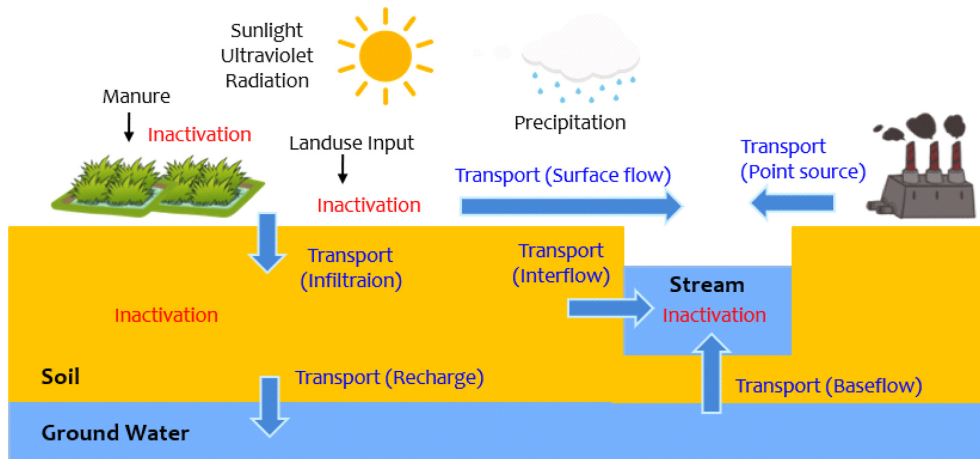 Sunlight
Ultraviolet
Radiation
Manure
Inactivation
Landuse Input
Precipitation
Inactivation
Transport (Surface flow)
Transport
(Point source)
Transport
(Infiltraion)
Transport
(Interflow)
Stream
Inactivation
Inactivation
Soil
Transport (Recharge)
Transport (Baseflow)
Ground Water